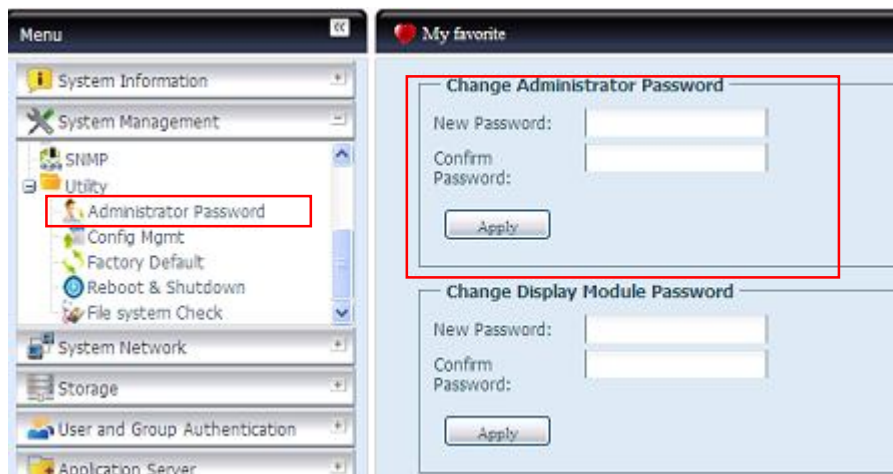 Menu
System Information
System Management
SNMP
Utility
Administrator Password
Config Mgmt
Factory Default
Reboot & Shutdown
File system Check
System Network
Storage
User and Group Authentication
Application Server
My favorite
Change Administrator Password
New Password:
Confirm
Password:
Apply
Change Display Module Password
New Password:
Confirm
Password:
Apply